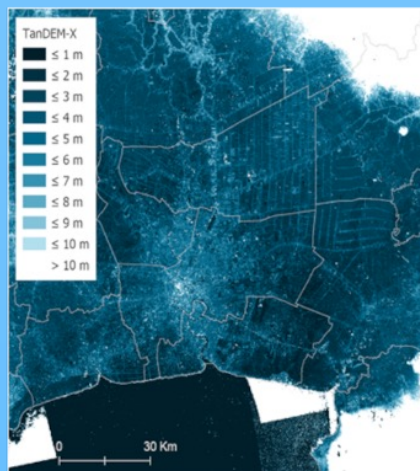 TanDEM-X
≤ 1 m
≤ 2 m
≤ 3 m
≤ 4 m
≤ 5 m
≤ 6 m
≤ 7 m
≤ 8 m
≤ 9 m
≤ 10 m
> 10 m
0 30 Km